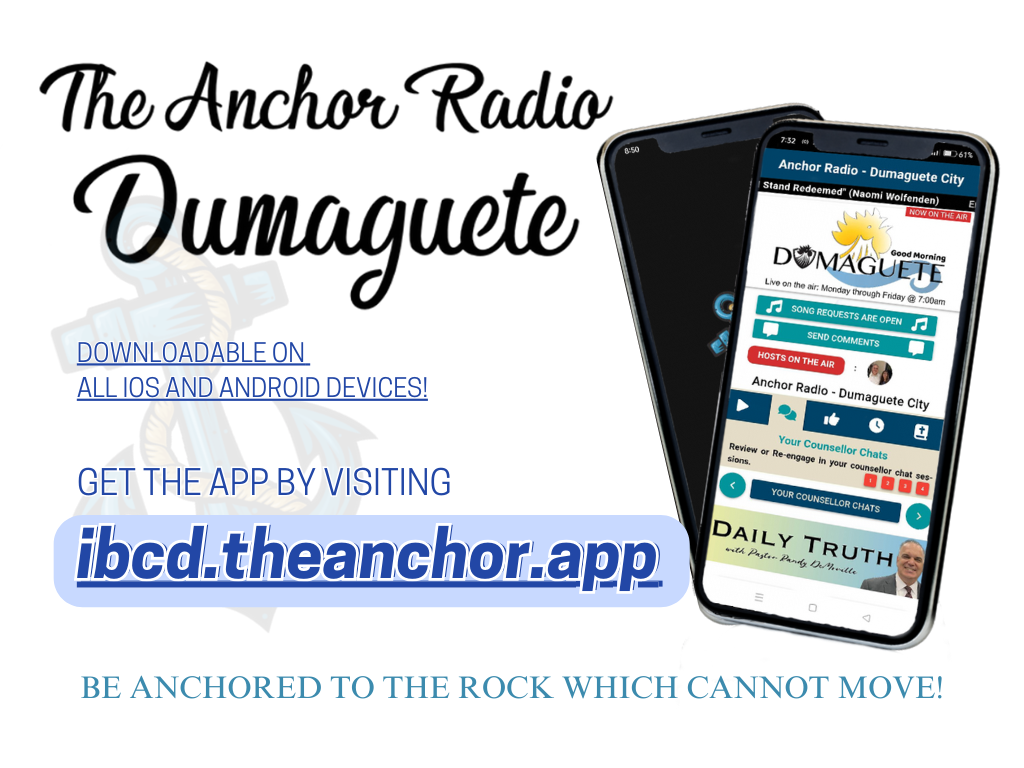 The Anchor Radio
Dumaguete
DOWNLOADABLE ON
ALL IOS AND ANDROID DEVICES!
GET THE APP BY VISITING
ibcd.theanchor.app
BE ANCHORED TO THE ROCK WHICH CANNOT MOVE!
8:50
7:32
61%
Anchor Radio - Dumaguete City
Stand Redeemed" (Naomi Wolfenden)
NOW ON THE AIR
Good Morning
DUMAGUETE
Live on the air: Monday through Friday @ 7:00am
SONG REQUESTS ARE OPEN
SEND COMMENTS
HOSTS ON THE AIR :
Anchor Radio - Dumaguete City
Your Counsellor Chats
Review or Re-engage in your counsellor chat ses-
sions.
1 2 3 4
YOUR COUNSELLOR CHATS
DAILY TRUTH
with Pastor Randy DeMeville